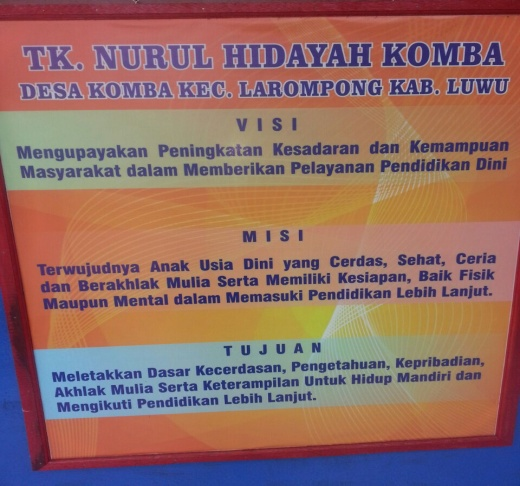 TK. NURUL HIDAYAH KOMBA
DESA KOMBA KEC. LAROMPONG KAB. LUWU
VISI
Mengupayakan Peningkatan Kesadaran dan Kemampuan
Masyarakat dalam Memberikan Pelayanan Pendidikan Dini
MISI
Terwujudnya Anak Usia Dini yang Cerdas, Sehat, Ceria
dan Berakhlak Mulia Serta Memiliki Kesiapan, Baik Fisik
Maupun Mental dalam Memasuki Pendidikan Lebih Lanjut.
TUJUAN
Meletakkan Dasar Kecerdasan, Pengetahuan, Kepribadian,
Akhlak Mulia Serta Keterampilan Untuk Hidup Mandiri dan
Mengikuti Pendidikan Lebih Lanjut.